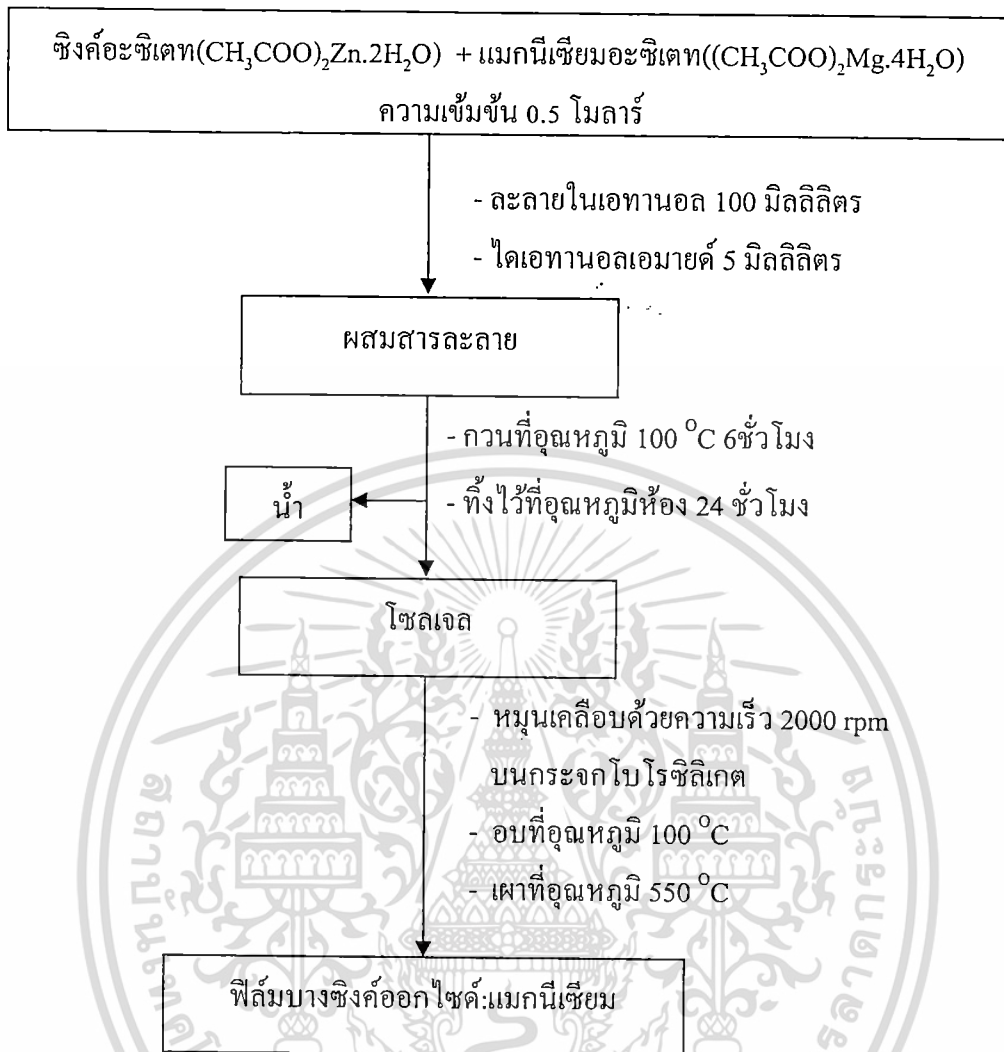 ซิงค์อะซิเตท(CH₃COO)₂Zn.2H₂O) + แมกนีเซียมอะซิเตท((CH₃COO)₂Mg.4H₂O)
ความเข้มข้น 0.5 โมลาร์
- ละลายในเอทานอล 100 มิลลิลิตร
- ไดเอทานอลเอมายด์ 5 มิลลิลิตร
ผสมสารละลาย
- กวนที่อุณหภูมิ 100 °C 6ชั่วโมง
น้ำ
- ทิ้งไว้ที่อุณหภูมิห้อง 24 ชั่วโมง
โซลเจล
- หมุนเคลือบด้วยความเร็ว 2000 rpm
บนกระจกโบโรซิลิเกต
- อบที่อุณหภูมิ 100 °C
- เผาที่อุณหภูมิ 550 °C
ฟิล์มบางซิงค์ออกไซด์:แมกนีเซียม